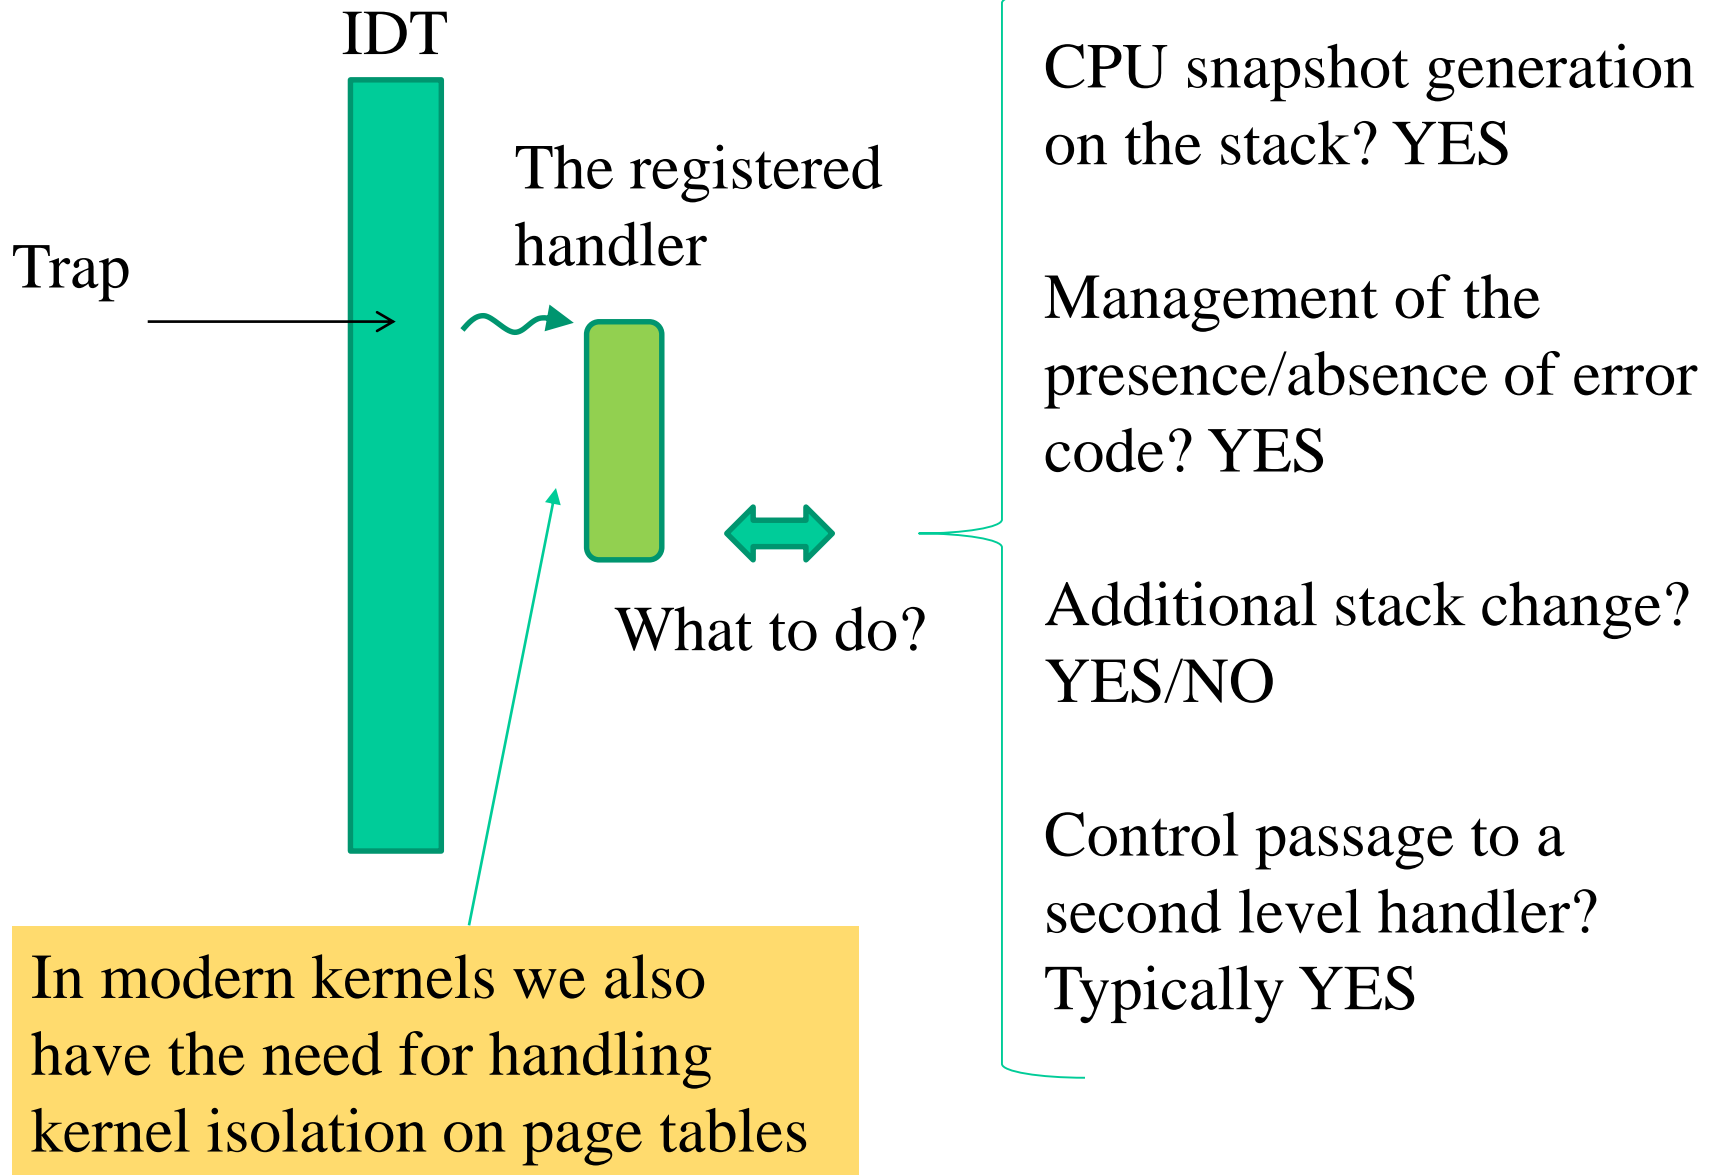 IDT
Trap
The registered
handler
What to do?
In modern kernels we also
have the need for handling
kernel isolation on page tables
CPU snapshot generation
on the stack? YES
Management of the
presence/absence of error
code? YES
Additional stack change?
YES/NO
Control passage to a
second level handler?
Typically YES